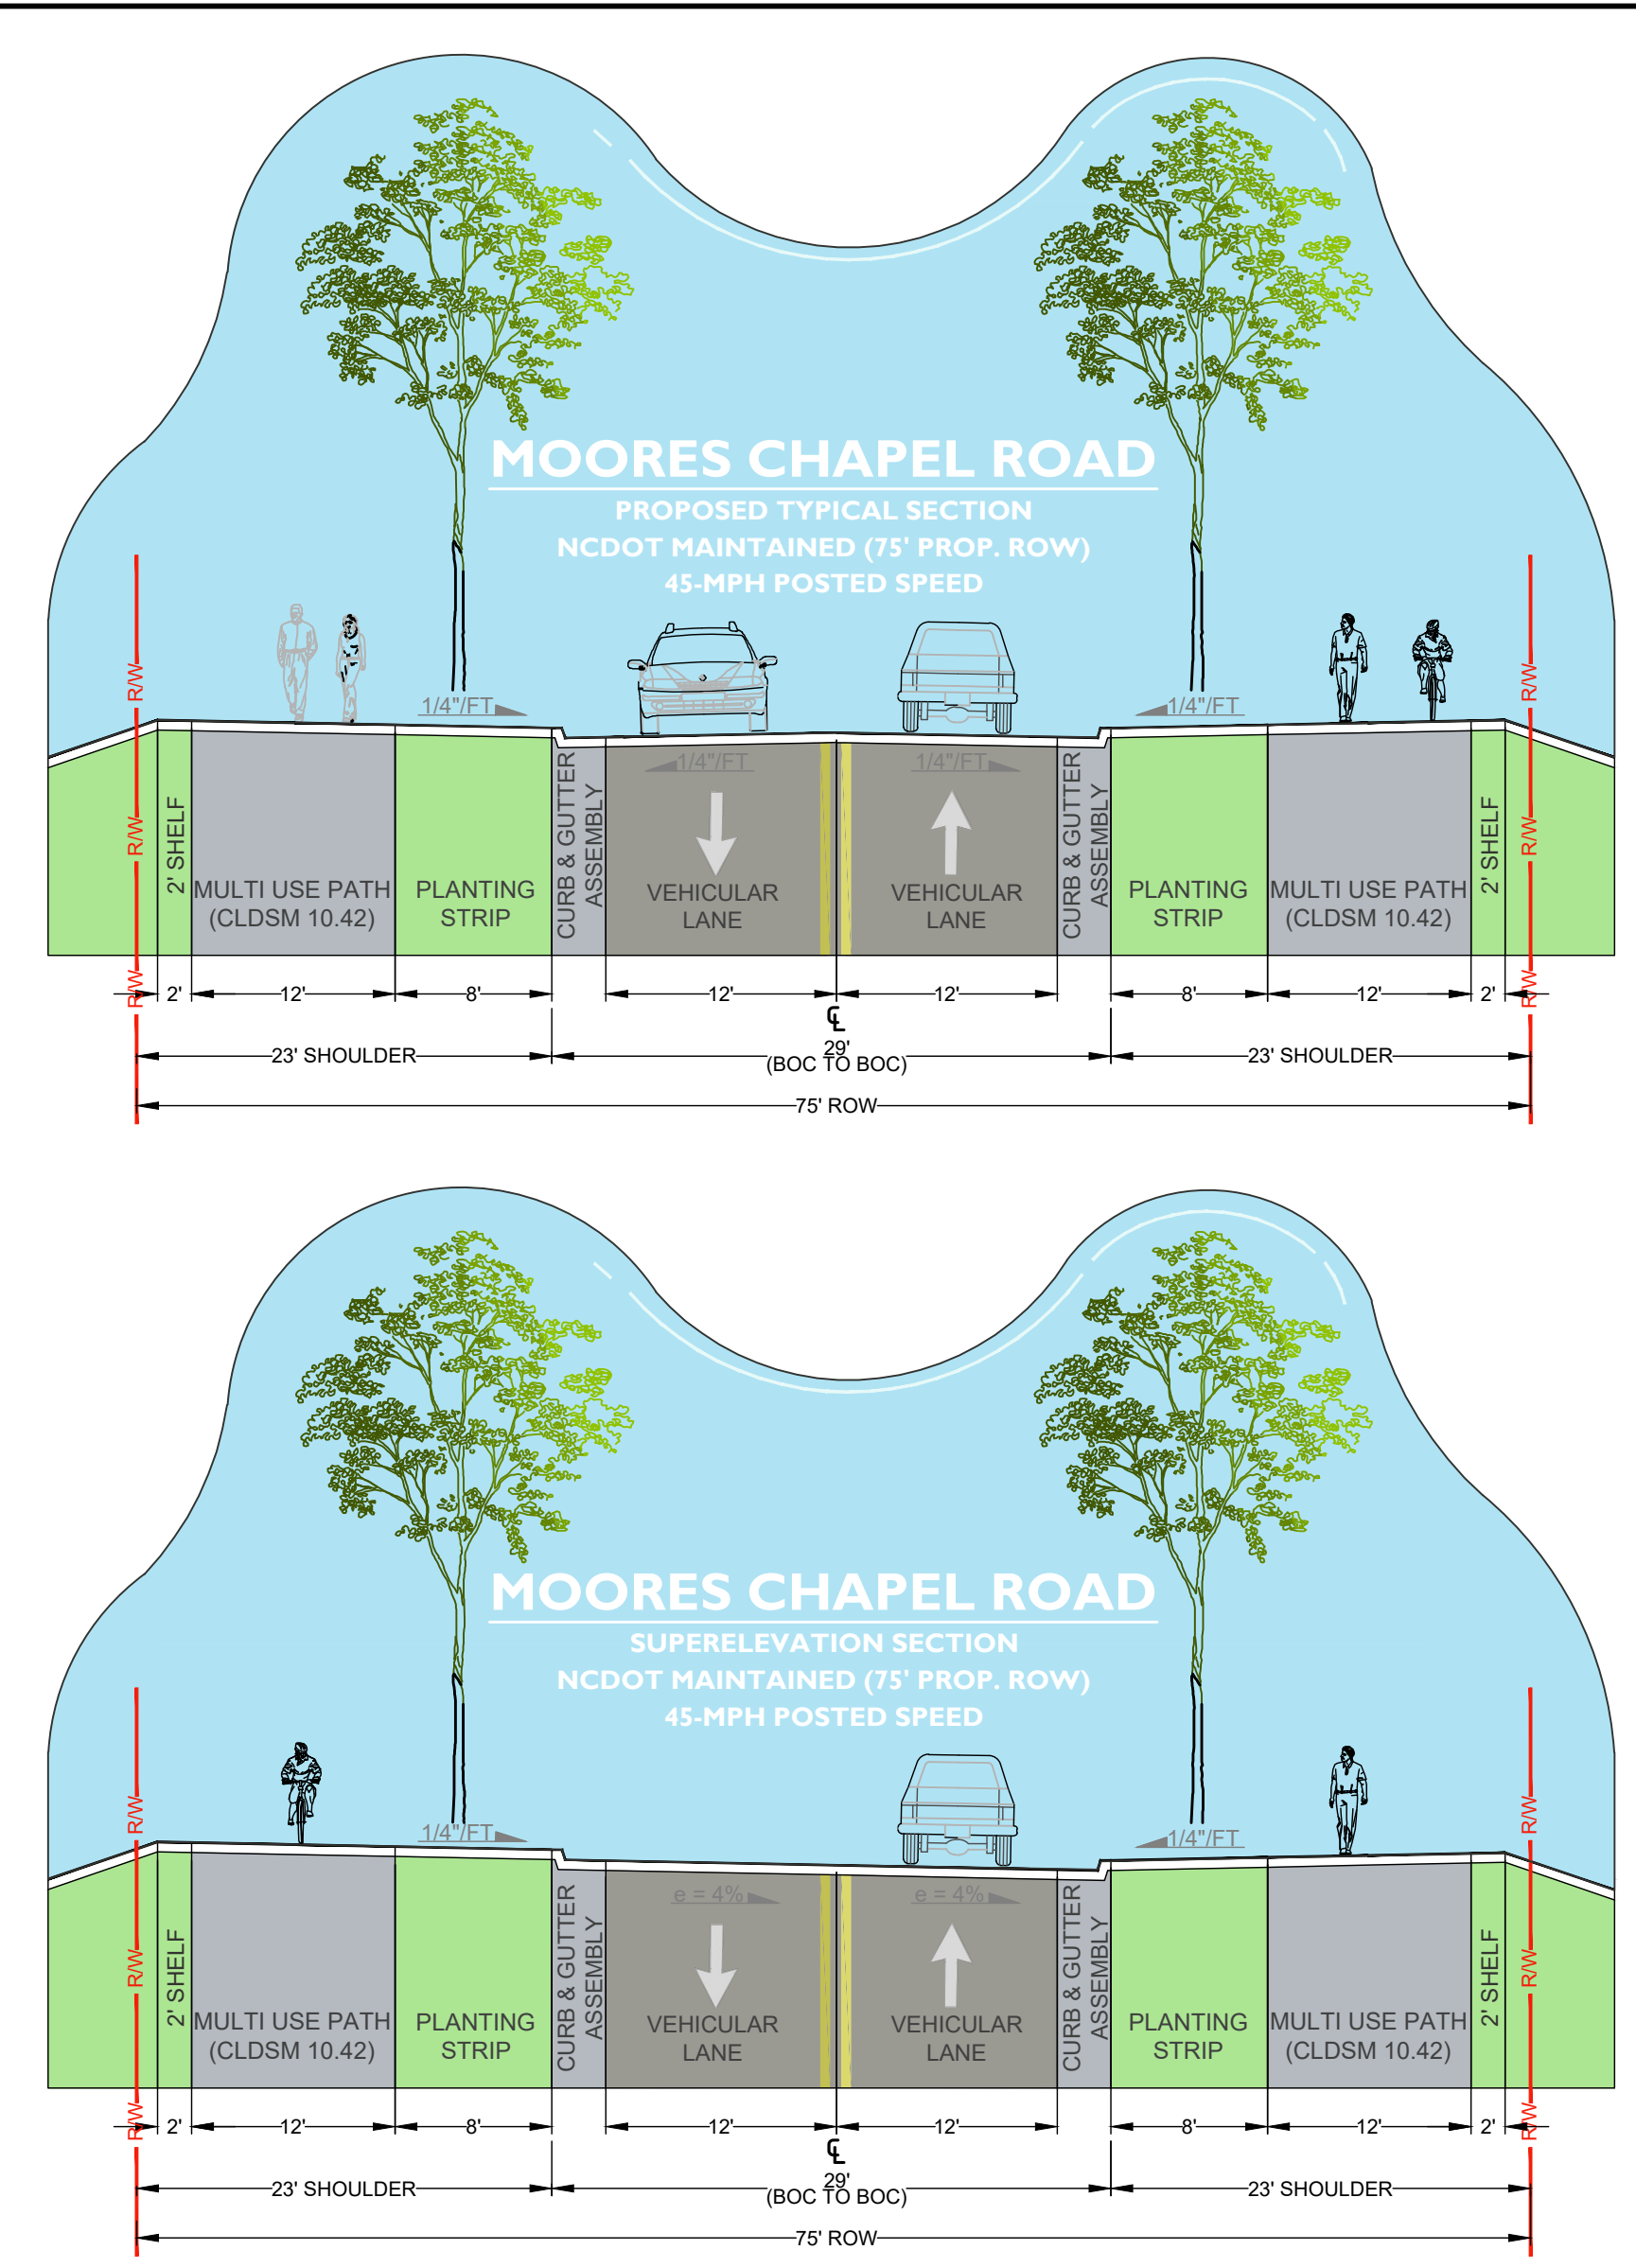 MOORES CHAPEL ROAD
PROPOSED TYPICAL SECTION
NCDOT MAINTAINED (75' PROP. ROW)
45-MPH POSTED SPEED
R/W
R/W
1/4"/FT
1/4"/FT
1/4"/FT
1/4"/FT
R/W
2' SHELF
MULTI USE PATH
(CLDSM 10.42)
PLANTING
STRIP
CURB & GUTTER
ASSEMBLY
VEHICULAR
LANE
VEHICULAR
LANE
CURB & GUTTER
ASSEMBLY
PLANTING
STRIP
MULTI USE PATH
(CLDSM 10.42)
2' SHELF
R/W
R/W
2'
12'
8'
12'
12'
8'
12'
2'
R/W
CL
23' SHOULDER
29'
(BOC TO BOC)
23' SHOULDER
75' ROW
MOORES CHAPEL ROAD
SUPERELEVATION SECTION
NCDOT MAINTAINED (75' PROP. ROW)
45-MPH POSTED SPEED
R/W
R/W
1/4"/FT
1/4"/FT
e = 4%
e = 4%
R/W
2' SHELF
MULTI USE PATH
(CLDSM 10.42)
PLANTING
STRIP
CURB & GUTTER
ASSEMBLY
VEHICULAR
LANE
VEHICULAR
LANE
CURB & GUTTER
ASSEMBLY
PLANTING
STRIP
MULTI USE PATH
(CLDSM 10.42)
2' SHELF
R/W
R/W
2'
12'
8'
12'
12'
8'
12'
2'
R/W
CL
23' SHOULDER
29'
(BOC TO BOC)
23' SHOULDER
75' ROW